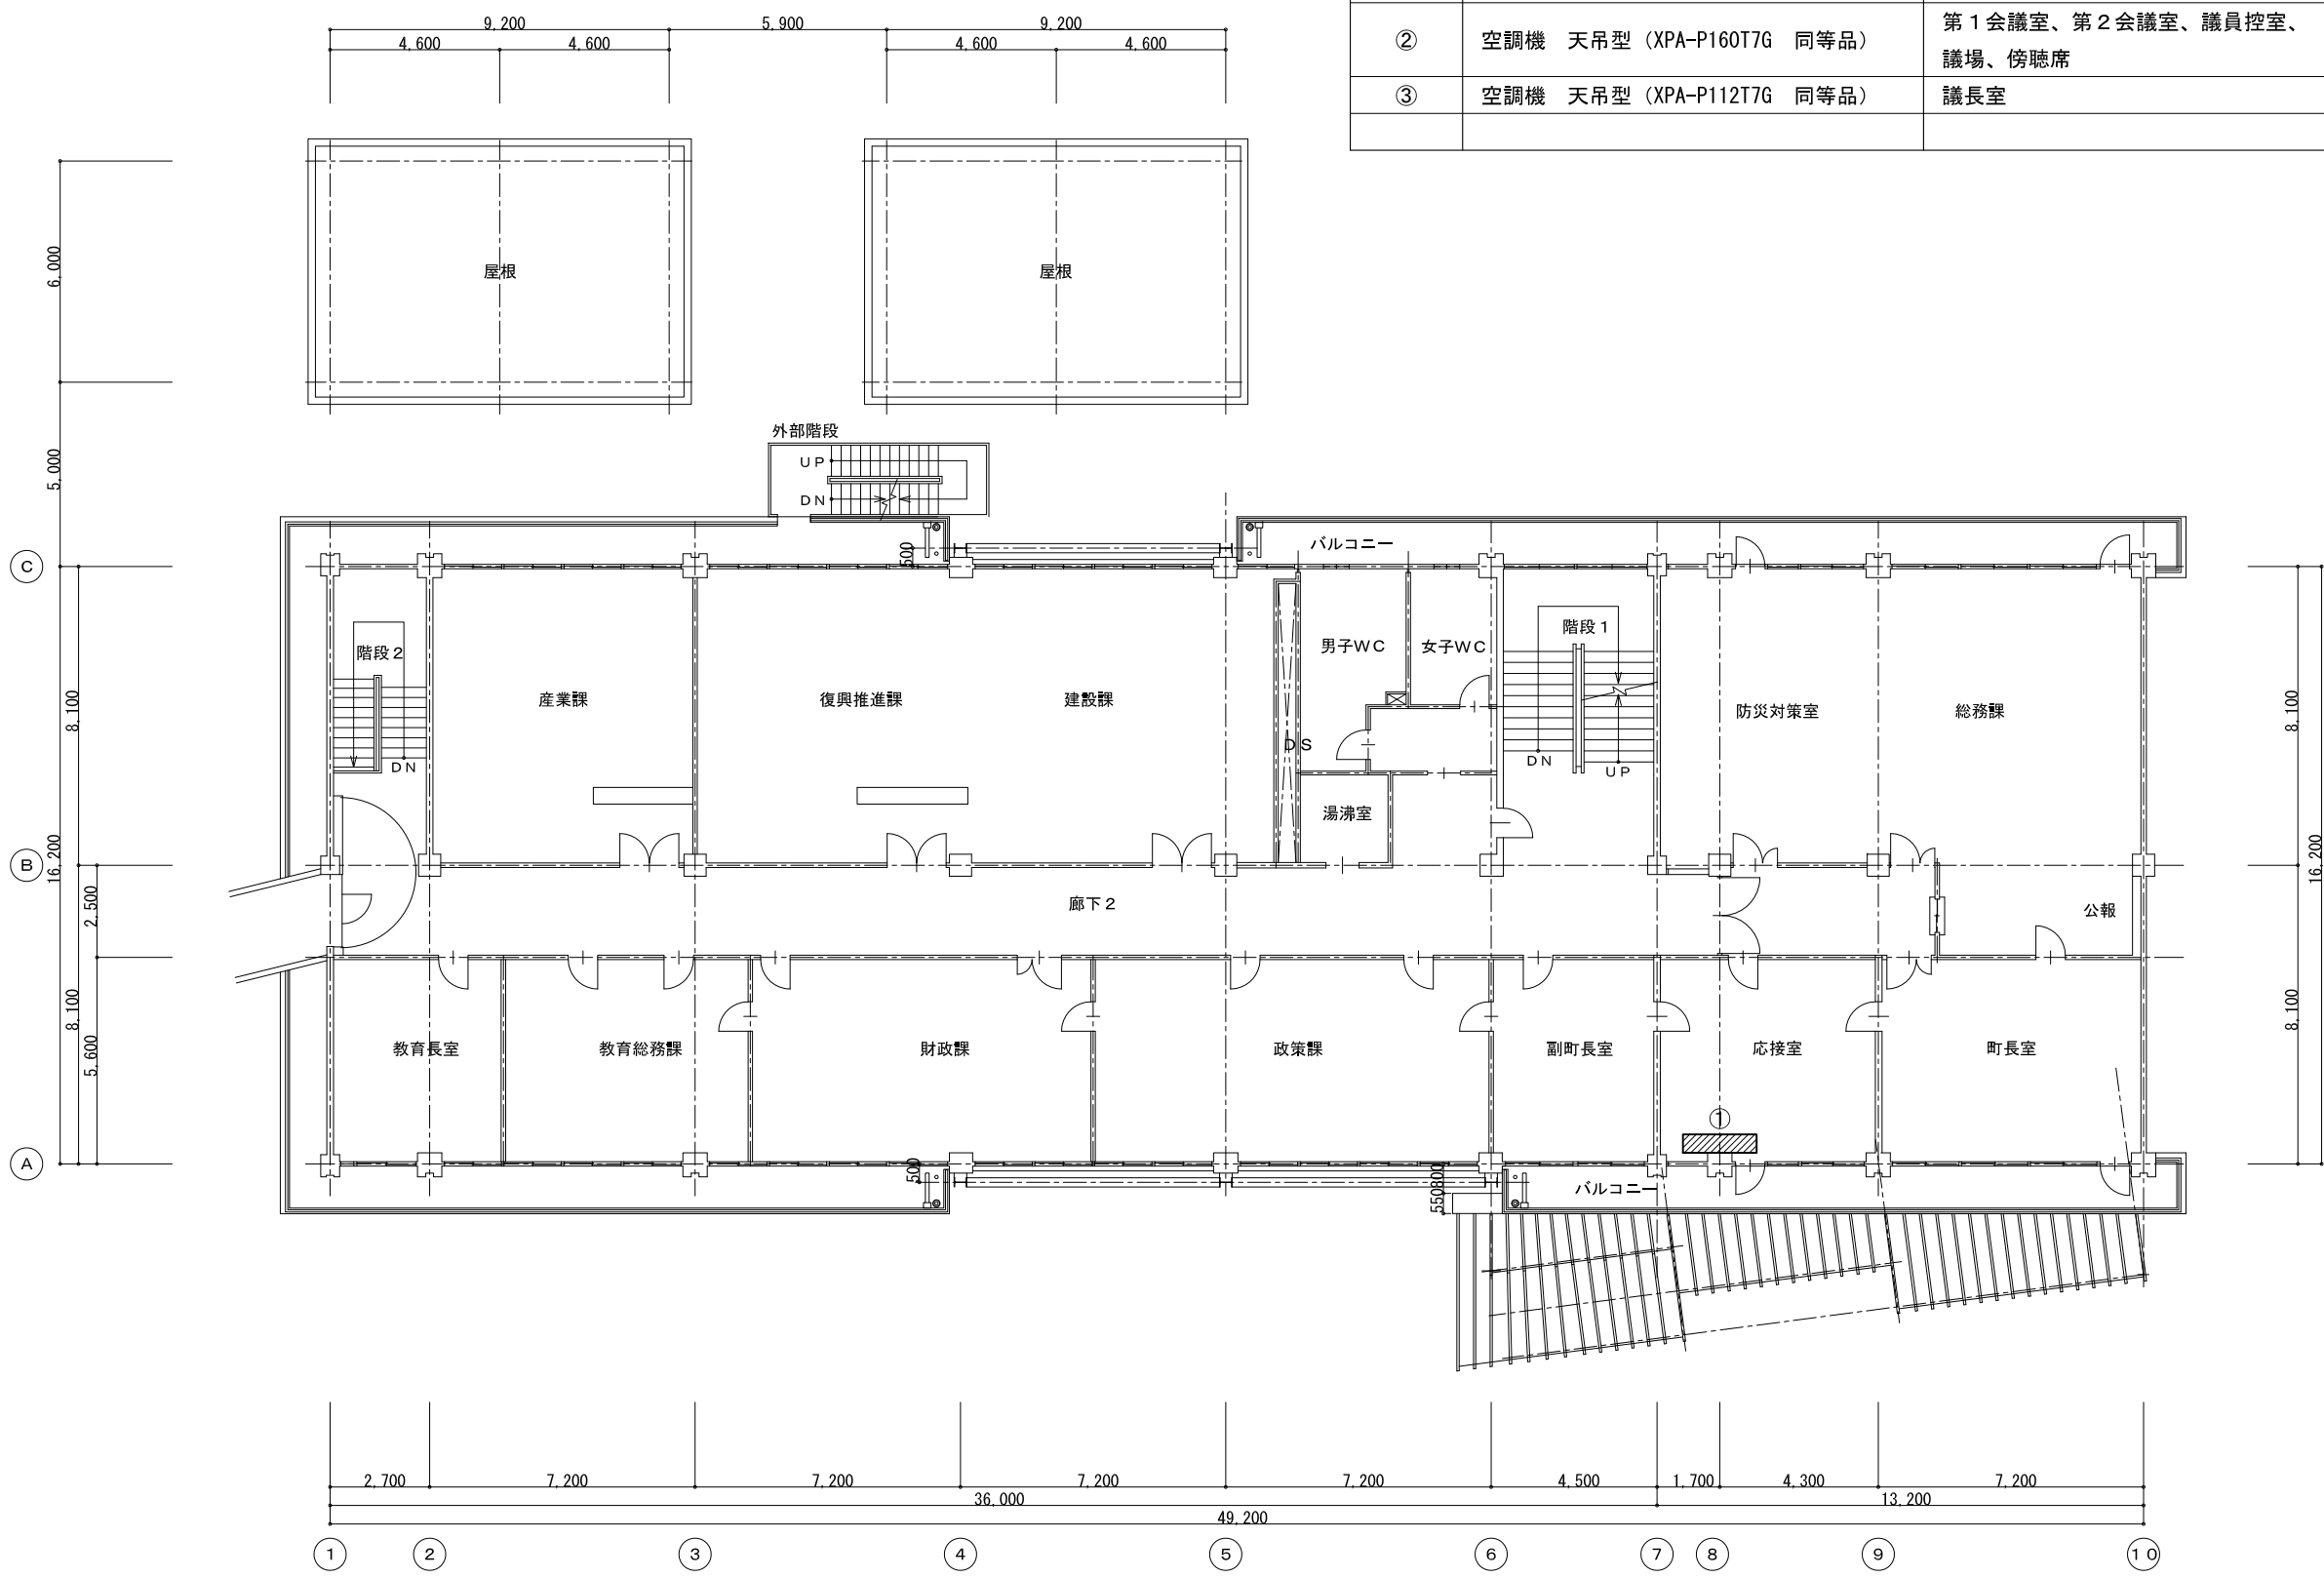 9,200
5,900
9,200
4,600
4,600
4,600
4,600
②
空調機　天吊型（XPA-P160T7G　同等品）
第１会議室、第２会議室、議員控室、
議場、傍聴席
③
空調機　天吊型（XPA-P112T7G　同等品）
議長室
6,000
屋根
屋根
5,000
外部階段
ＵＰ
ＤＮ
500
バルコニー
Ｃ
階段２
ＤＮ
産業課
復興推進課
建設課
男子ＷＣ
女子ＷＣ
ＤＳ
湯沸室
階段１
ＤＮ
ＵＰ
防災対策室
総務課
8,100
8,100
Ｂ
16,200
16,200
2,500
廊下２
公報
8,100
5,600
8,100
教育長室
教育総務課
財政課
政策課
副町長室
応接室
町長室
①
Ａ
500
800
550
バルコニー
2,700
7,200
7,200
7,200
7,200
4,500
1,700
4,300
7,200
36,000
13,200
49,200
１
２
３
４
５
６
７
８
９
１０